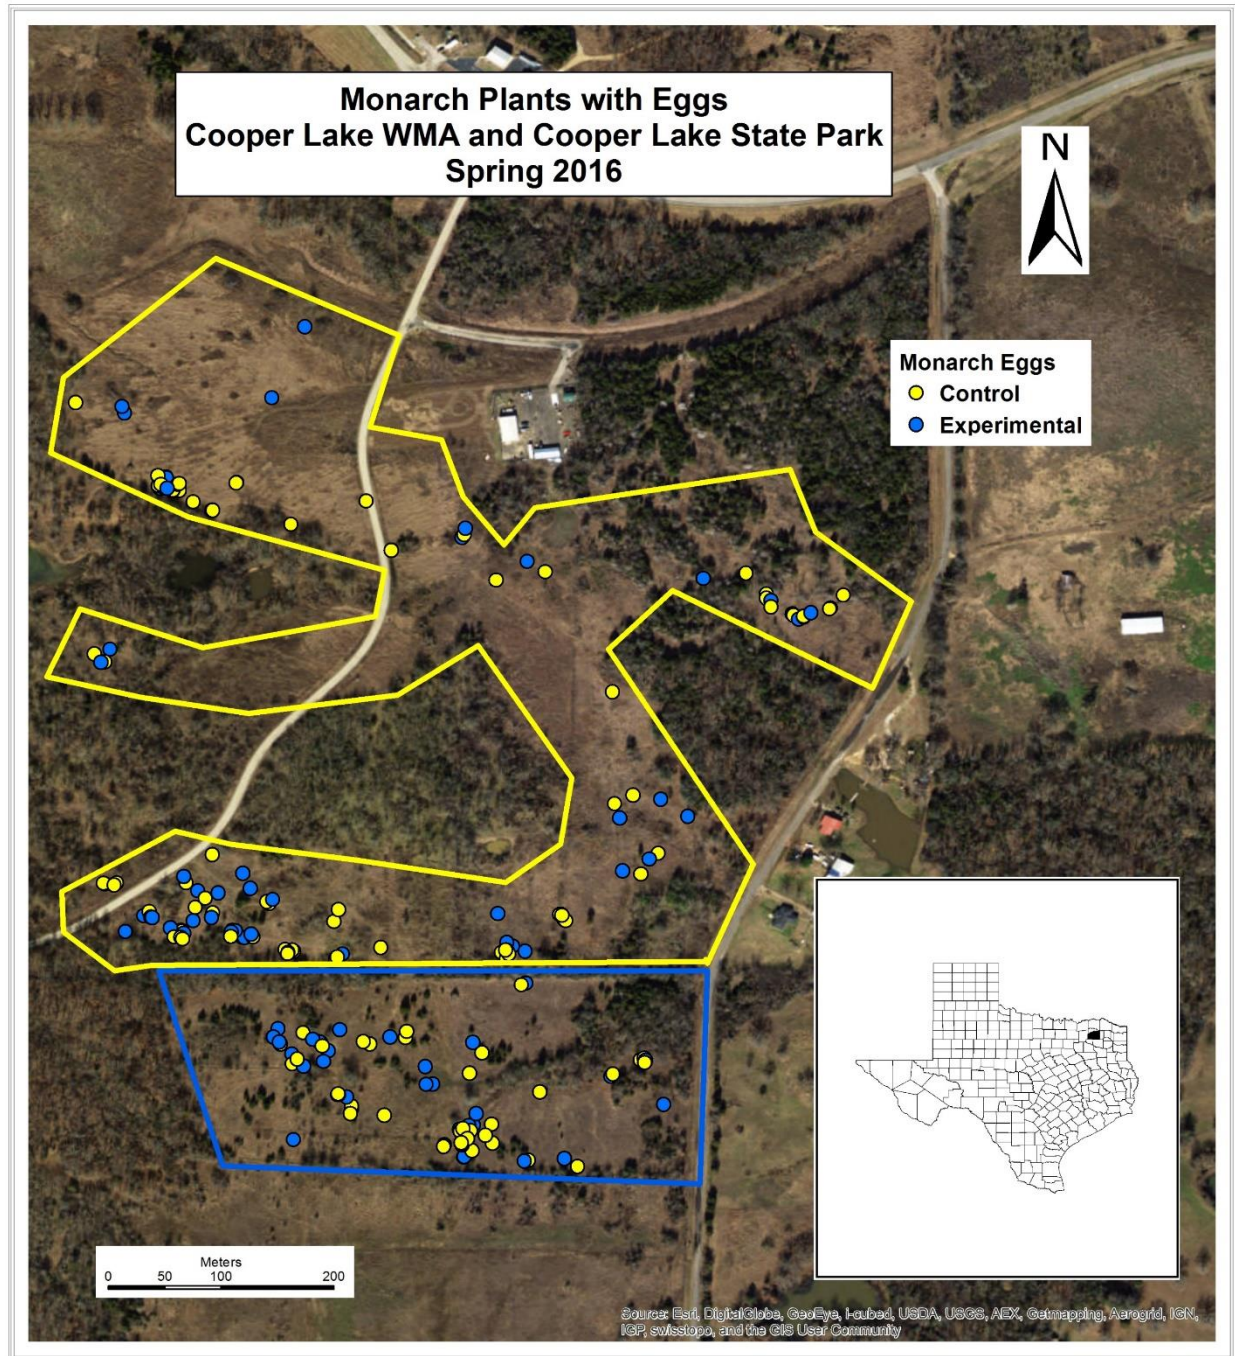 Monarch Plants with Eggs
Cooper Lake WMA and Cooper Lake State Park
Spring 2016
N
Monarch Eggs
Control
Experimental
Meters
0 50 100 200
Source: Esri, DigitalGlobe, GeoEye, i-cubed, USDA, USGS, AEX, Getmapping, Aerogrid, IGN,
IGP, swisstopo, and the GIS User Community